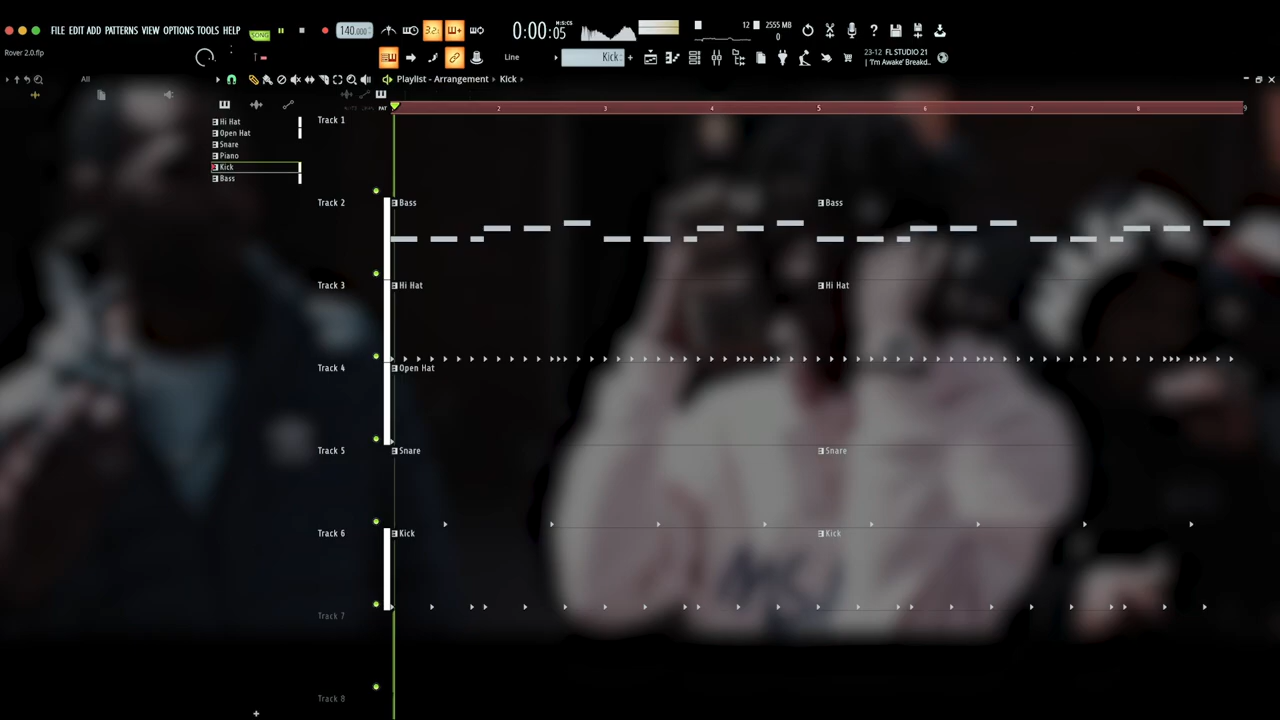 FILE EDIT ADD PATTERNS VIEW OPTIONS TOOLS HELP
SONG
140.000
3.2.
0:00:05
M:S:CS
12
2555 MB
0
Rover 2.0.flp
Line
Kick
23-12 FL STUDIO 21
| 'I'm Awake' Breakd..
All
Playlist - Arrangement › Kick ›
PAT
2 3 4 5 6 7 8 9
Hi Hat
Open Hat
Snare
Piano
Kick
Bass
Track 1
Track 2
Bass
Bass
Track 3
Hi Hat
Hi Hat
Track 4
Open Hat
Track 5
Snare
Snare
Track 6
Kick
Kick
Track 7
Track 8